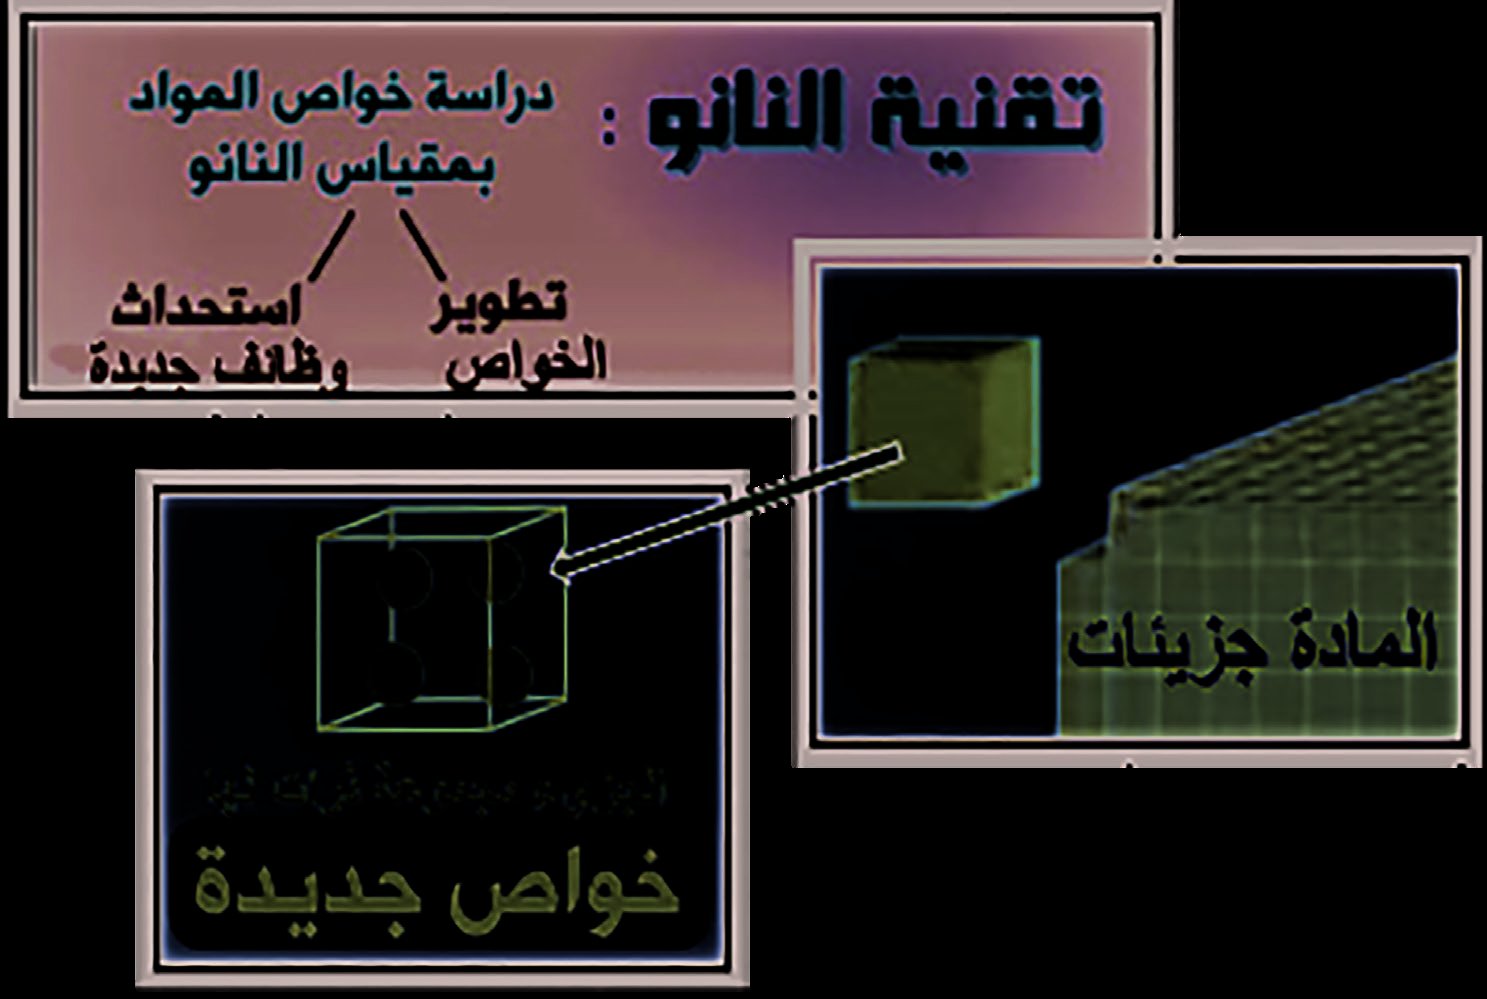 تقنية النانو :
دراسة خواص المواد
بمقياس النانو
تطوير
الخواص
استحداث
وظائف جديدة
المادة جزيئات
خواص جديدة